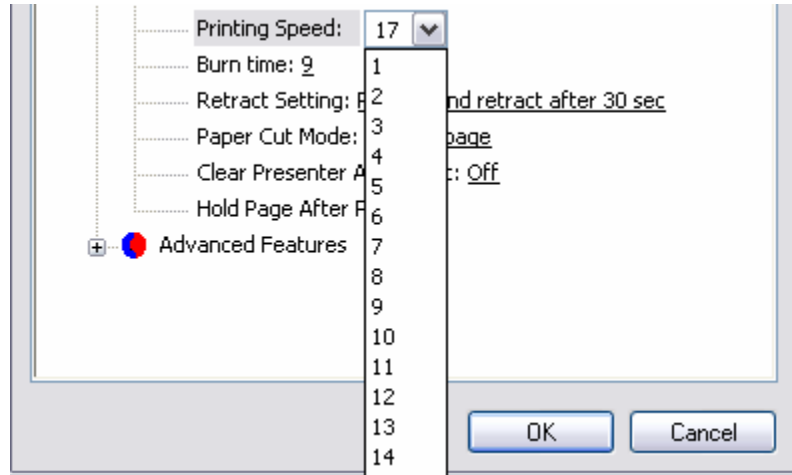 Printing Speed: 17
Burn time: 9
Retract Setting: nd retract after 30 sec
Paper Cut Mode: page
Clear Presenter A : Off
Hold Page After
Advanced Features
1
2
3
4
5
6
7
8
9
10
11
12
13
14
OK Cancel